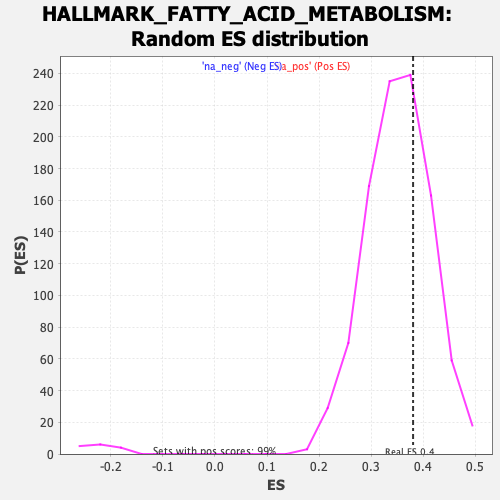 HALLMARK_FATTY_ACID_METABOLISM:
Random ES distribution
'na_neg' (Neg ES) a_pos' (Pos ES)
240
220
200
180
160
140
120
100
80
60
40
20
0
P(ES)
Sets with pos scores: 99%
Real ES 0.4
-0.2 -0.1 0.0 0.1 0.2 0.3 0.4 0.5
ES